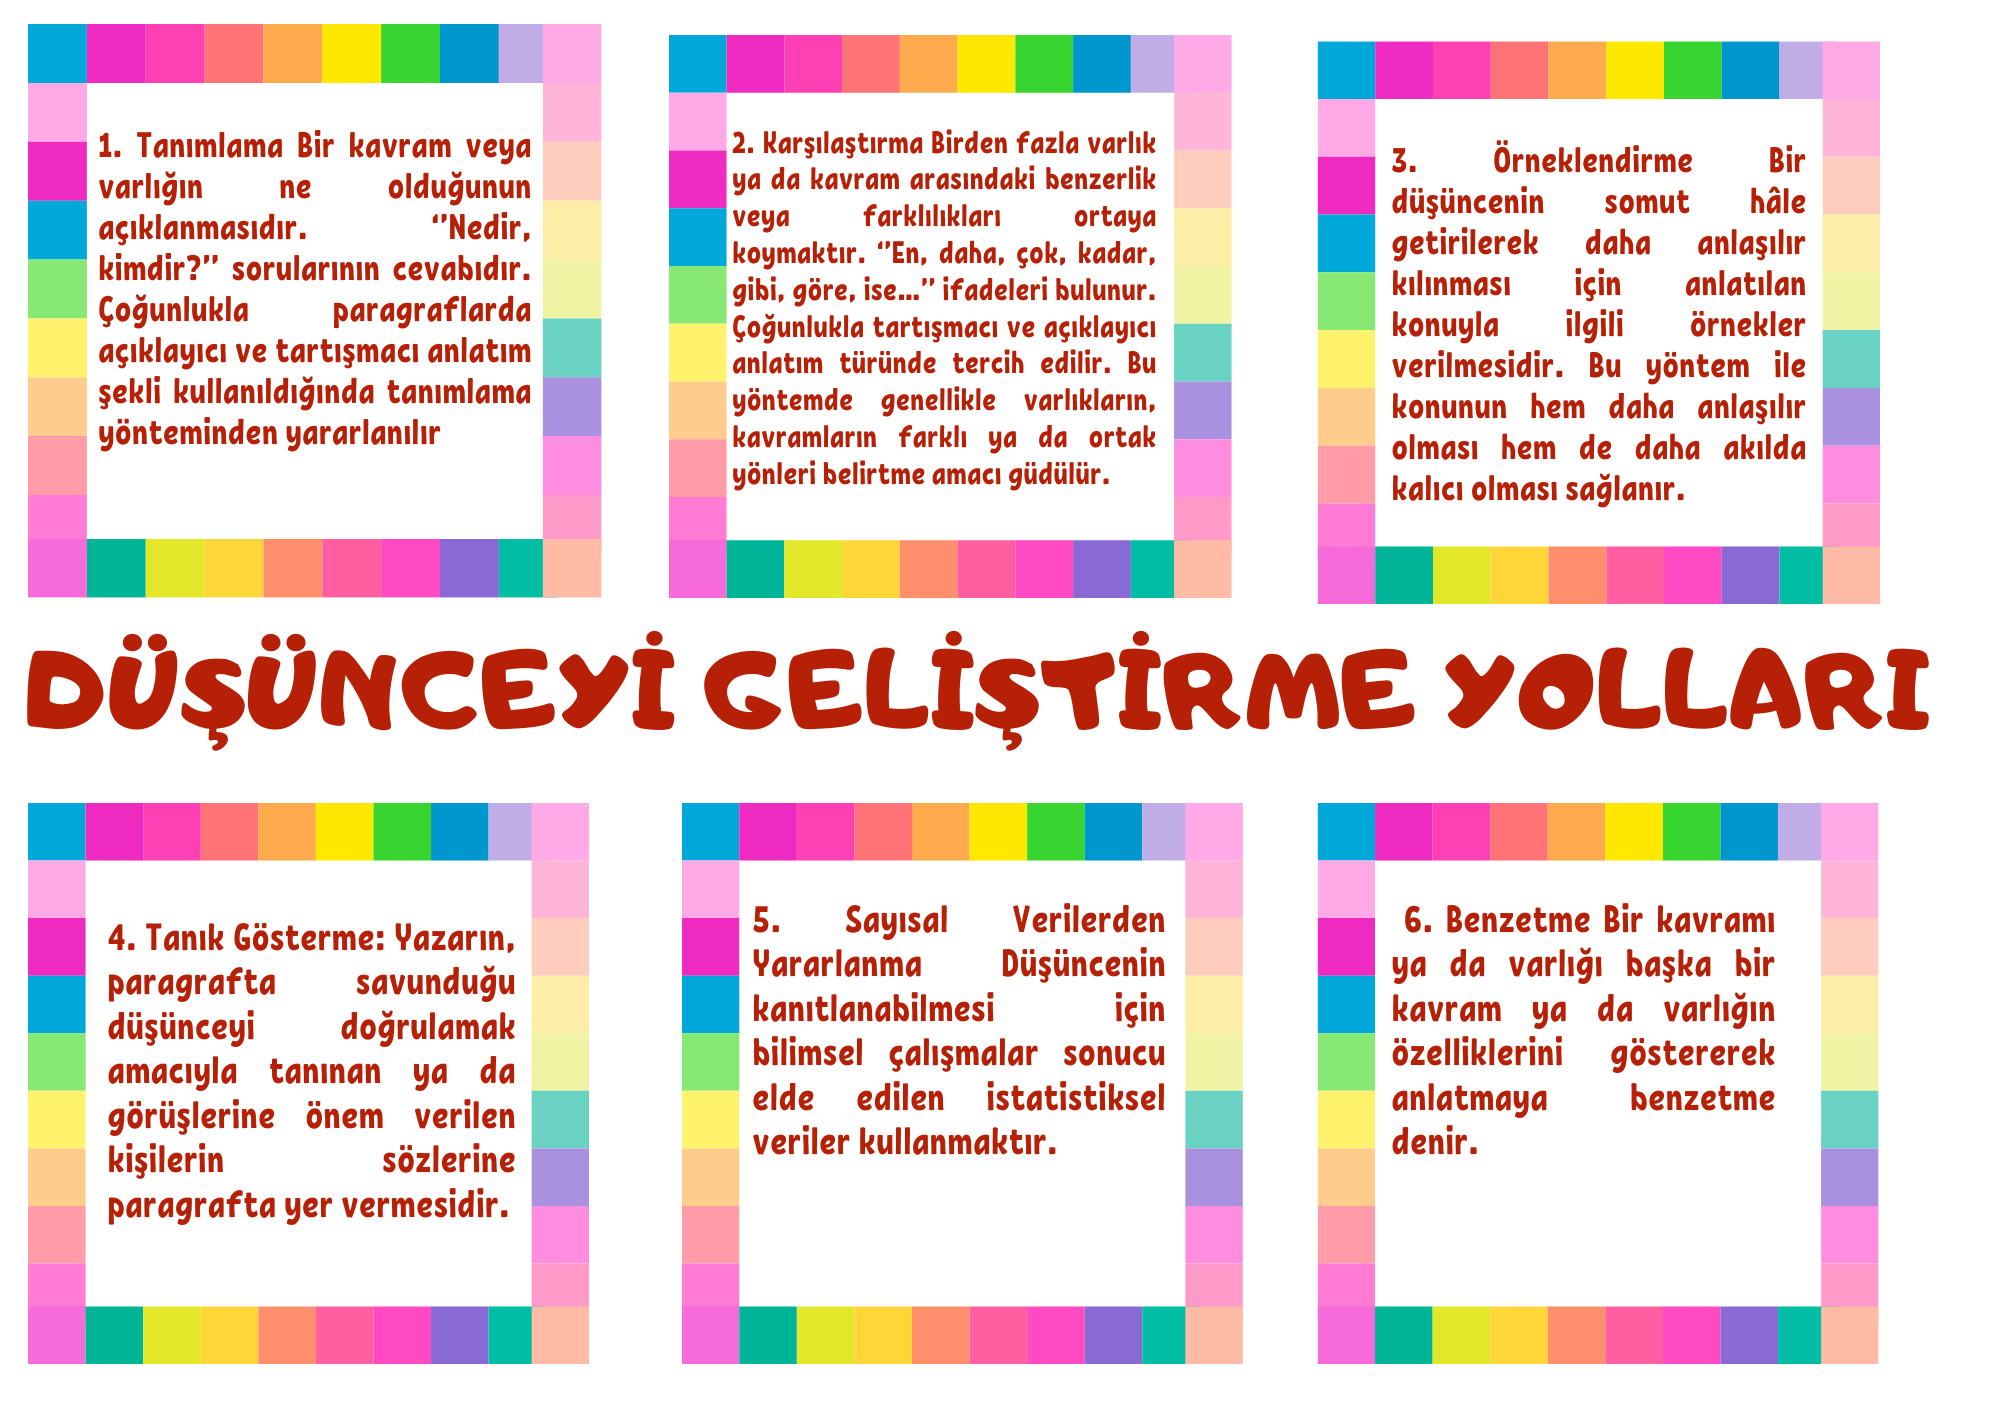 1. Tanımlama Bir kavram veya
varlığın ne olduğunun
açıklanmasıdır. ‘’Nedir,
kimdir?’’ sorularının cevabıdır.
Çoğunlukla paragraflarda
açıklayıcı ve tartışmacı anlatım
şekli kullanıldığında tanımlama
yönteminden yararlanılır
2. Karşılaştırma Birden fazla varlık
ya da kavram arasındaki benzerlik
veya farklılıkları ortaya
koymaktır. ‘’En, daha, çok, kadar,
gibi, göre, ise...’’ ifadeleri bulunur.
Çoğunlukla tartışmacı ve açıklayıcı
anlatım türünde tercih edilir. Bu
yöntemde genellikle varlıkların,
kavramların farklı ya da ortak
yönleri belirtme amacı güdülür.
3. Örneklendirme Bir
düşüncenin somut hâle
getirilerek daha anlaşılır
kılınması için anlatılan
konuyla ilgili örnekler
verilmesidir. Bu yöntem ile
konunun hem daha anlaşılır
olması hem de daha akılda
kalıcı olması sağlanır.
DÜŞÜNCEYİ GELİŞTİRME YOLLARI
4. Tanık Gösterme: Yazarın,
paragrafta savunduğu
düşünceyi doğrulamak
amacıyla tanınan ya da
görüşlerine önem verilen
kişilerin sözlerine
paragrafta yer vermesidir.
5. Sayısal Verilerden
Yararlanma Düşüncenin
kanıtlanabilmesi için
bilimsel çalışmalar sonucu
elde edilen istatistiksel
veriler kullanmaktır.
6. Benzetme Bir kavramı
ya da varlığı başka bir
kavram ya da varlığın
özelliklerini göstererek
anlatmaya benzetme
denir.